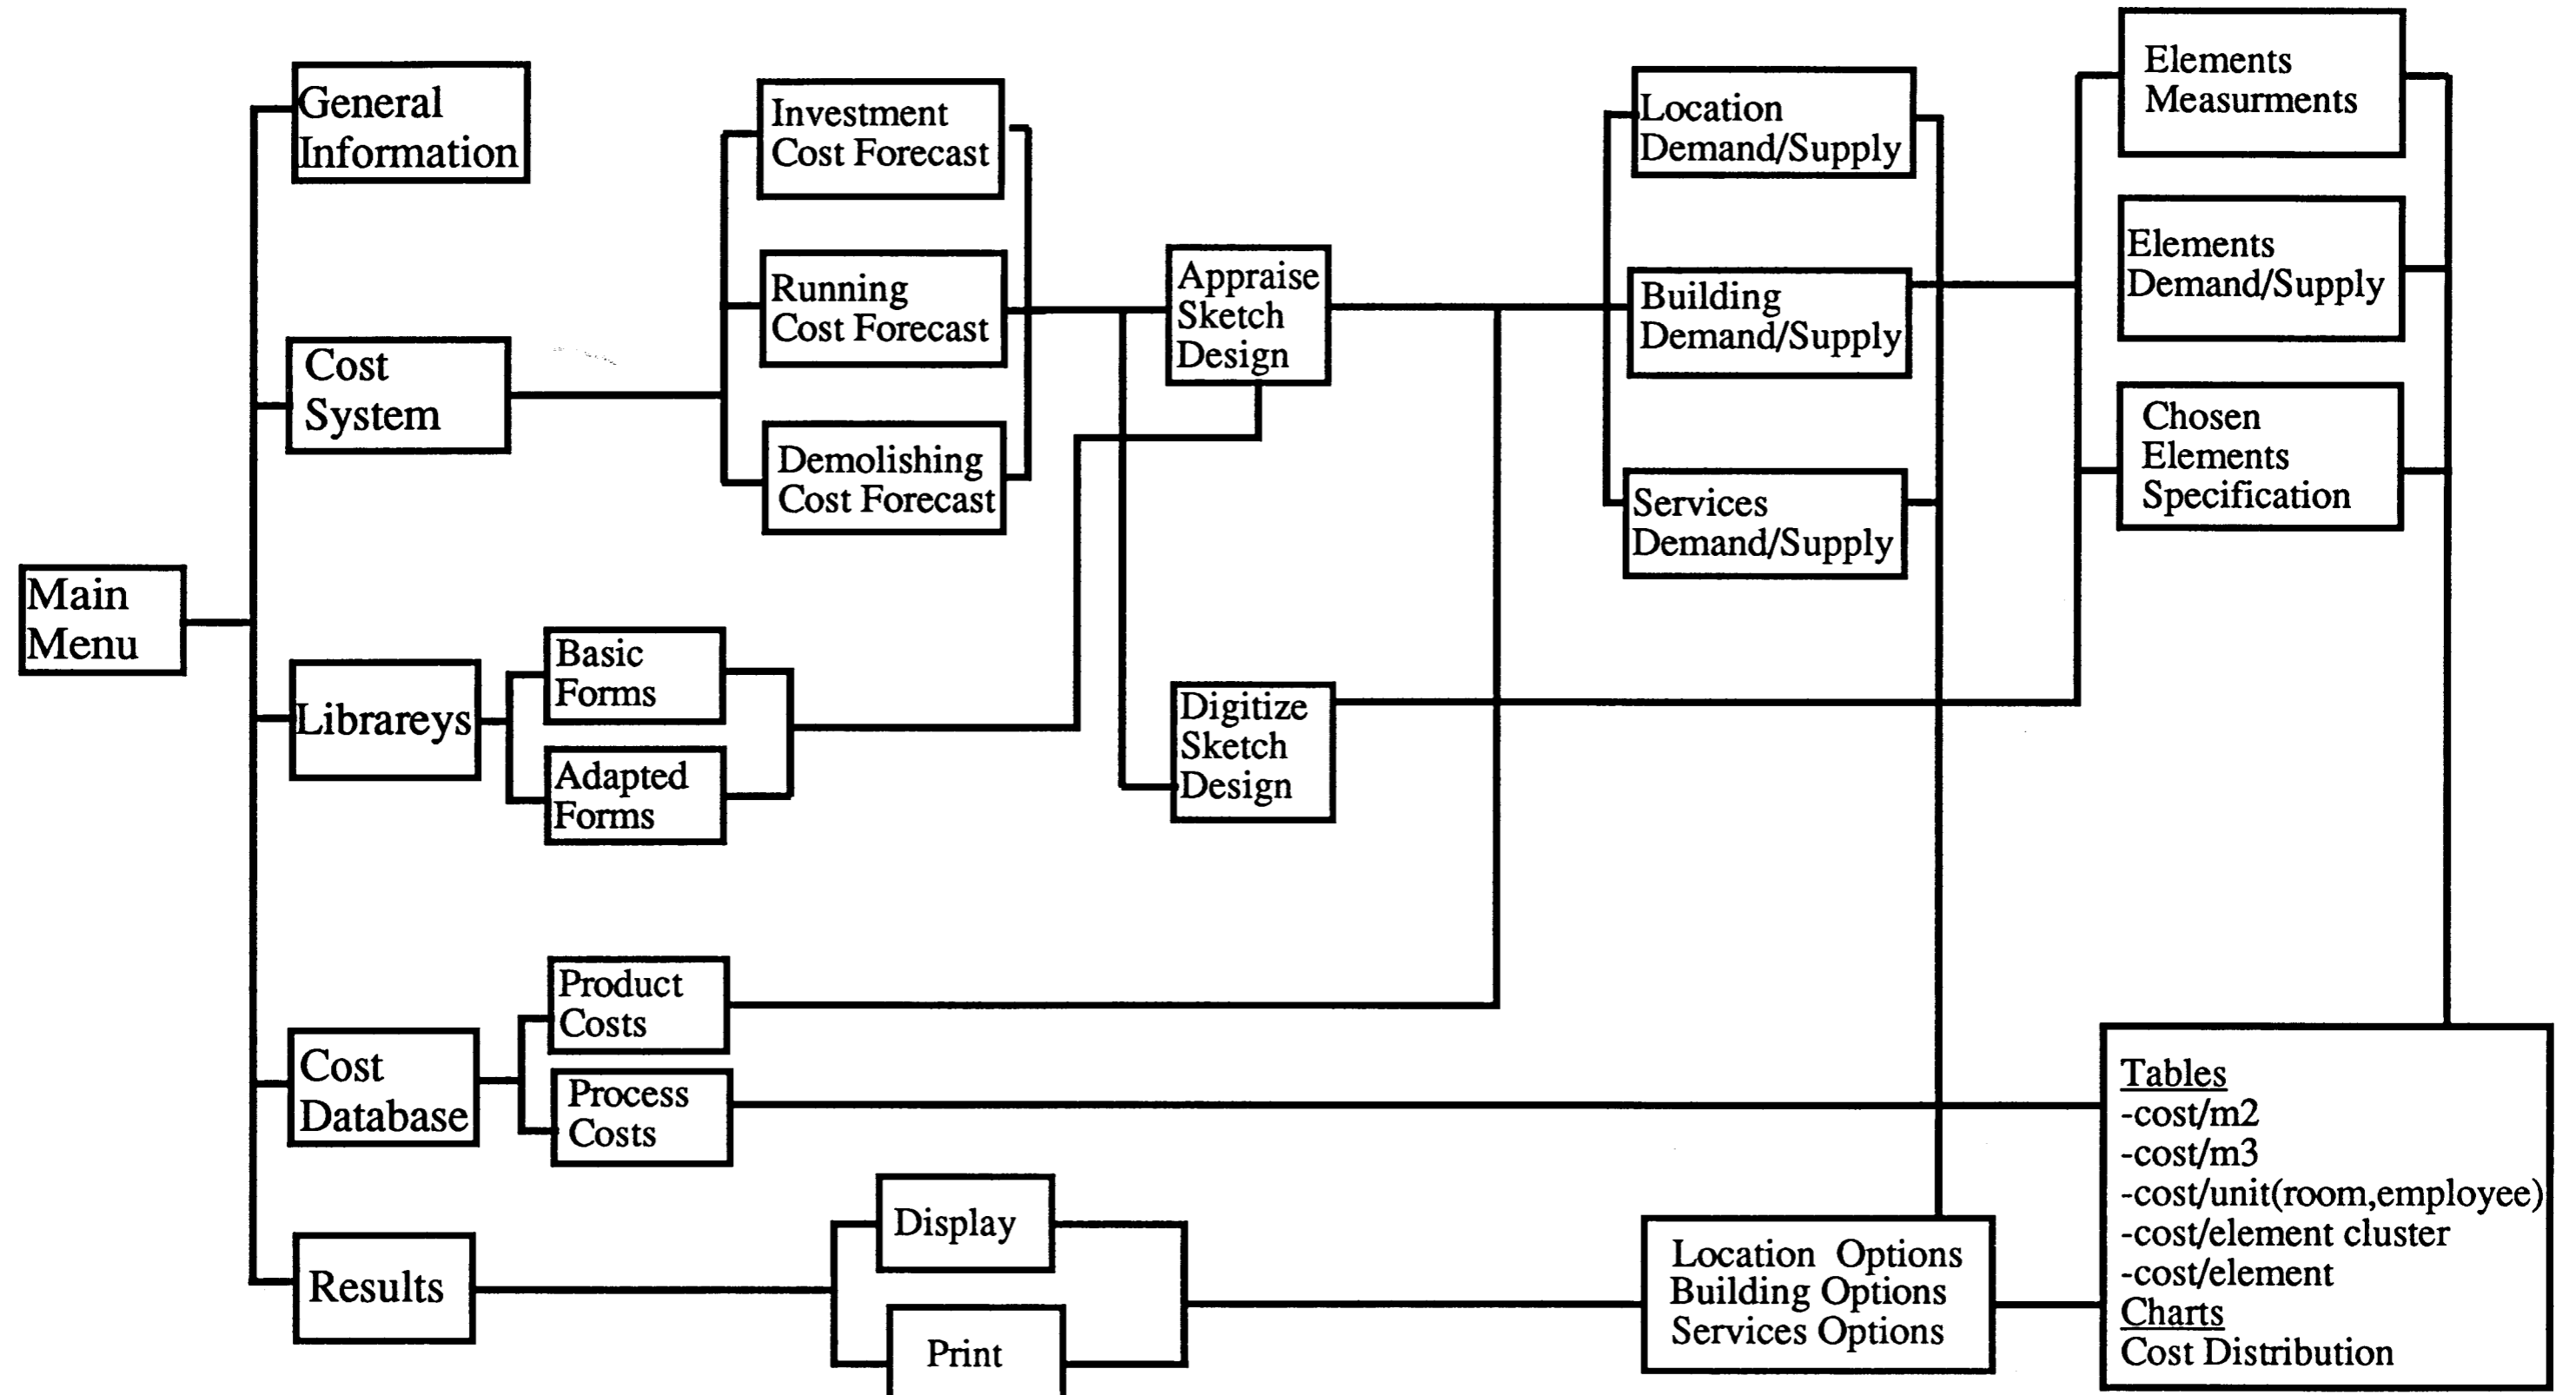 General
Information
Cost
System
Main
Menu
Librareys
Cost
Database
Results
Basic
Forms
Adapted
Forms
Product
Costs
Process
Costs
Investment
Cost Forecast
Running
Cost Forecast
Demolishing
Cost Forecast
Display
Print
Appraise
Sketch
Design
Digitize
Sketch
Design
Location
Demand/Supply
Building
Demand/Supply
Services
Demand/Supply
Location Options
Building Options
Services Options
Elements
Measurments
Elements
Demand/Supply
Chosen
Elements
Specification
Tables
-cost/m2
-cost/m3
-cost/unit(room,employee)
-cost/element cluster
-cost/element
Charts
Cost Distribution